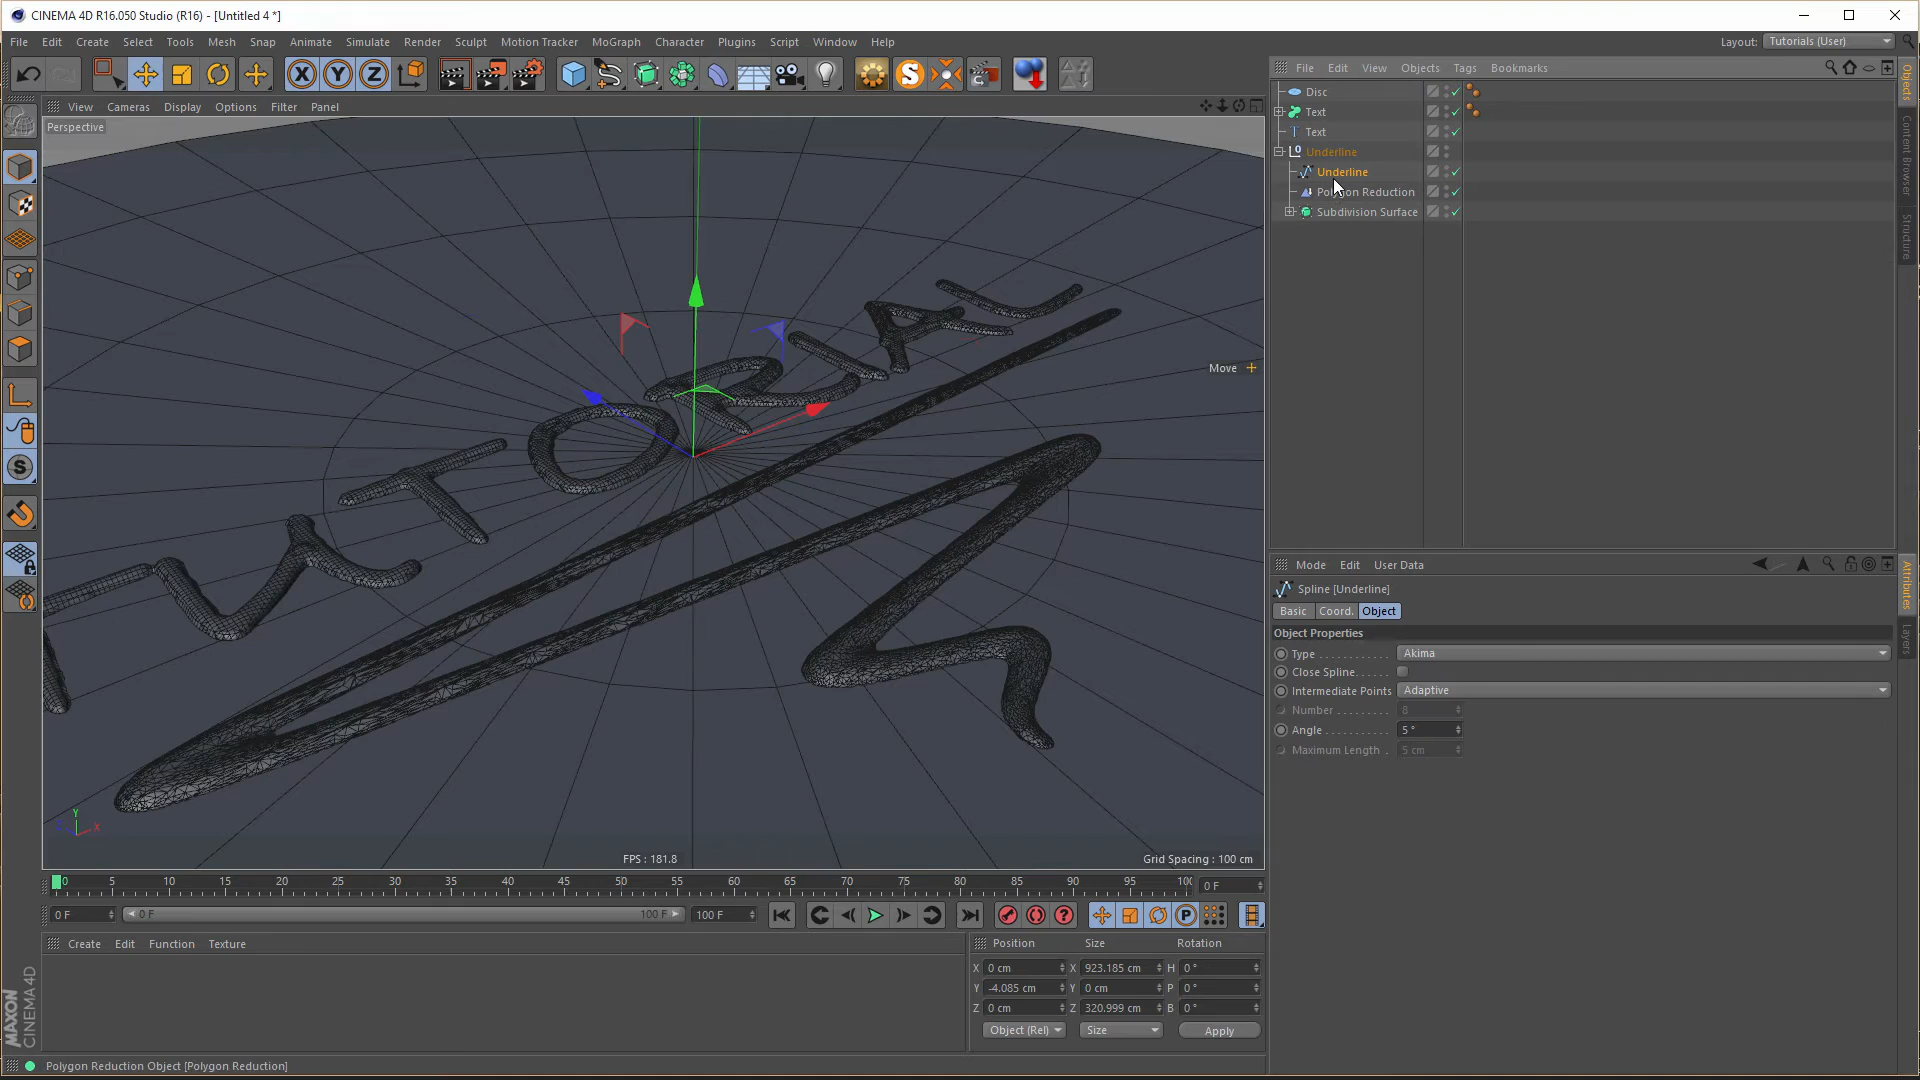 CINEMA 4D R16.050 Studio (R16) - [Untitled 4 *]
File Edit Create Select Tools Mesh Snap Animate Simulate Render Sculpt Motion Tracker MoGraph Character Plugins Script Window Help
Layout: Tutorials (User)
X Y Z
File Edit View Objects Tags Bookmarks
View Cameras Display Options Filter Panel
Perspective
Disc
Text
Text
Underline
Underline
Polygon Reduction
Subdivision Surface
Objects
Content Browser
Structure
Move
TUTORIAL
Y
X
FPS : 181.8
Grid Spacing : 100 cm
Mode Edit User Data
Spline [Underline]
Basic Coord. Object
Object Properties
Type Akima
Close Spline
Intermediate Points Adaptive
Number 8
Angle 5 °
Maximum Length 5 cm
Attributes
Layers
0 5 10 15 20 25 30 35 40 45 50 55 60 65 70 75 80 85 90 95 100
0 F
0 F 0 F 100 F 100 F
Create Edit Function Texture
Position Size Rotation
X 0 cm X 923.185 cm H 0 °
Y -4.085 cm Y 0 cm P 0 °
Z 0 cm Z 320.999 cm B 0 °
Object (Rel) Size Apply
MAXON
CINEMA 4D
Polygon Reduction Object [Polygon Reduction]